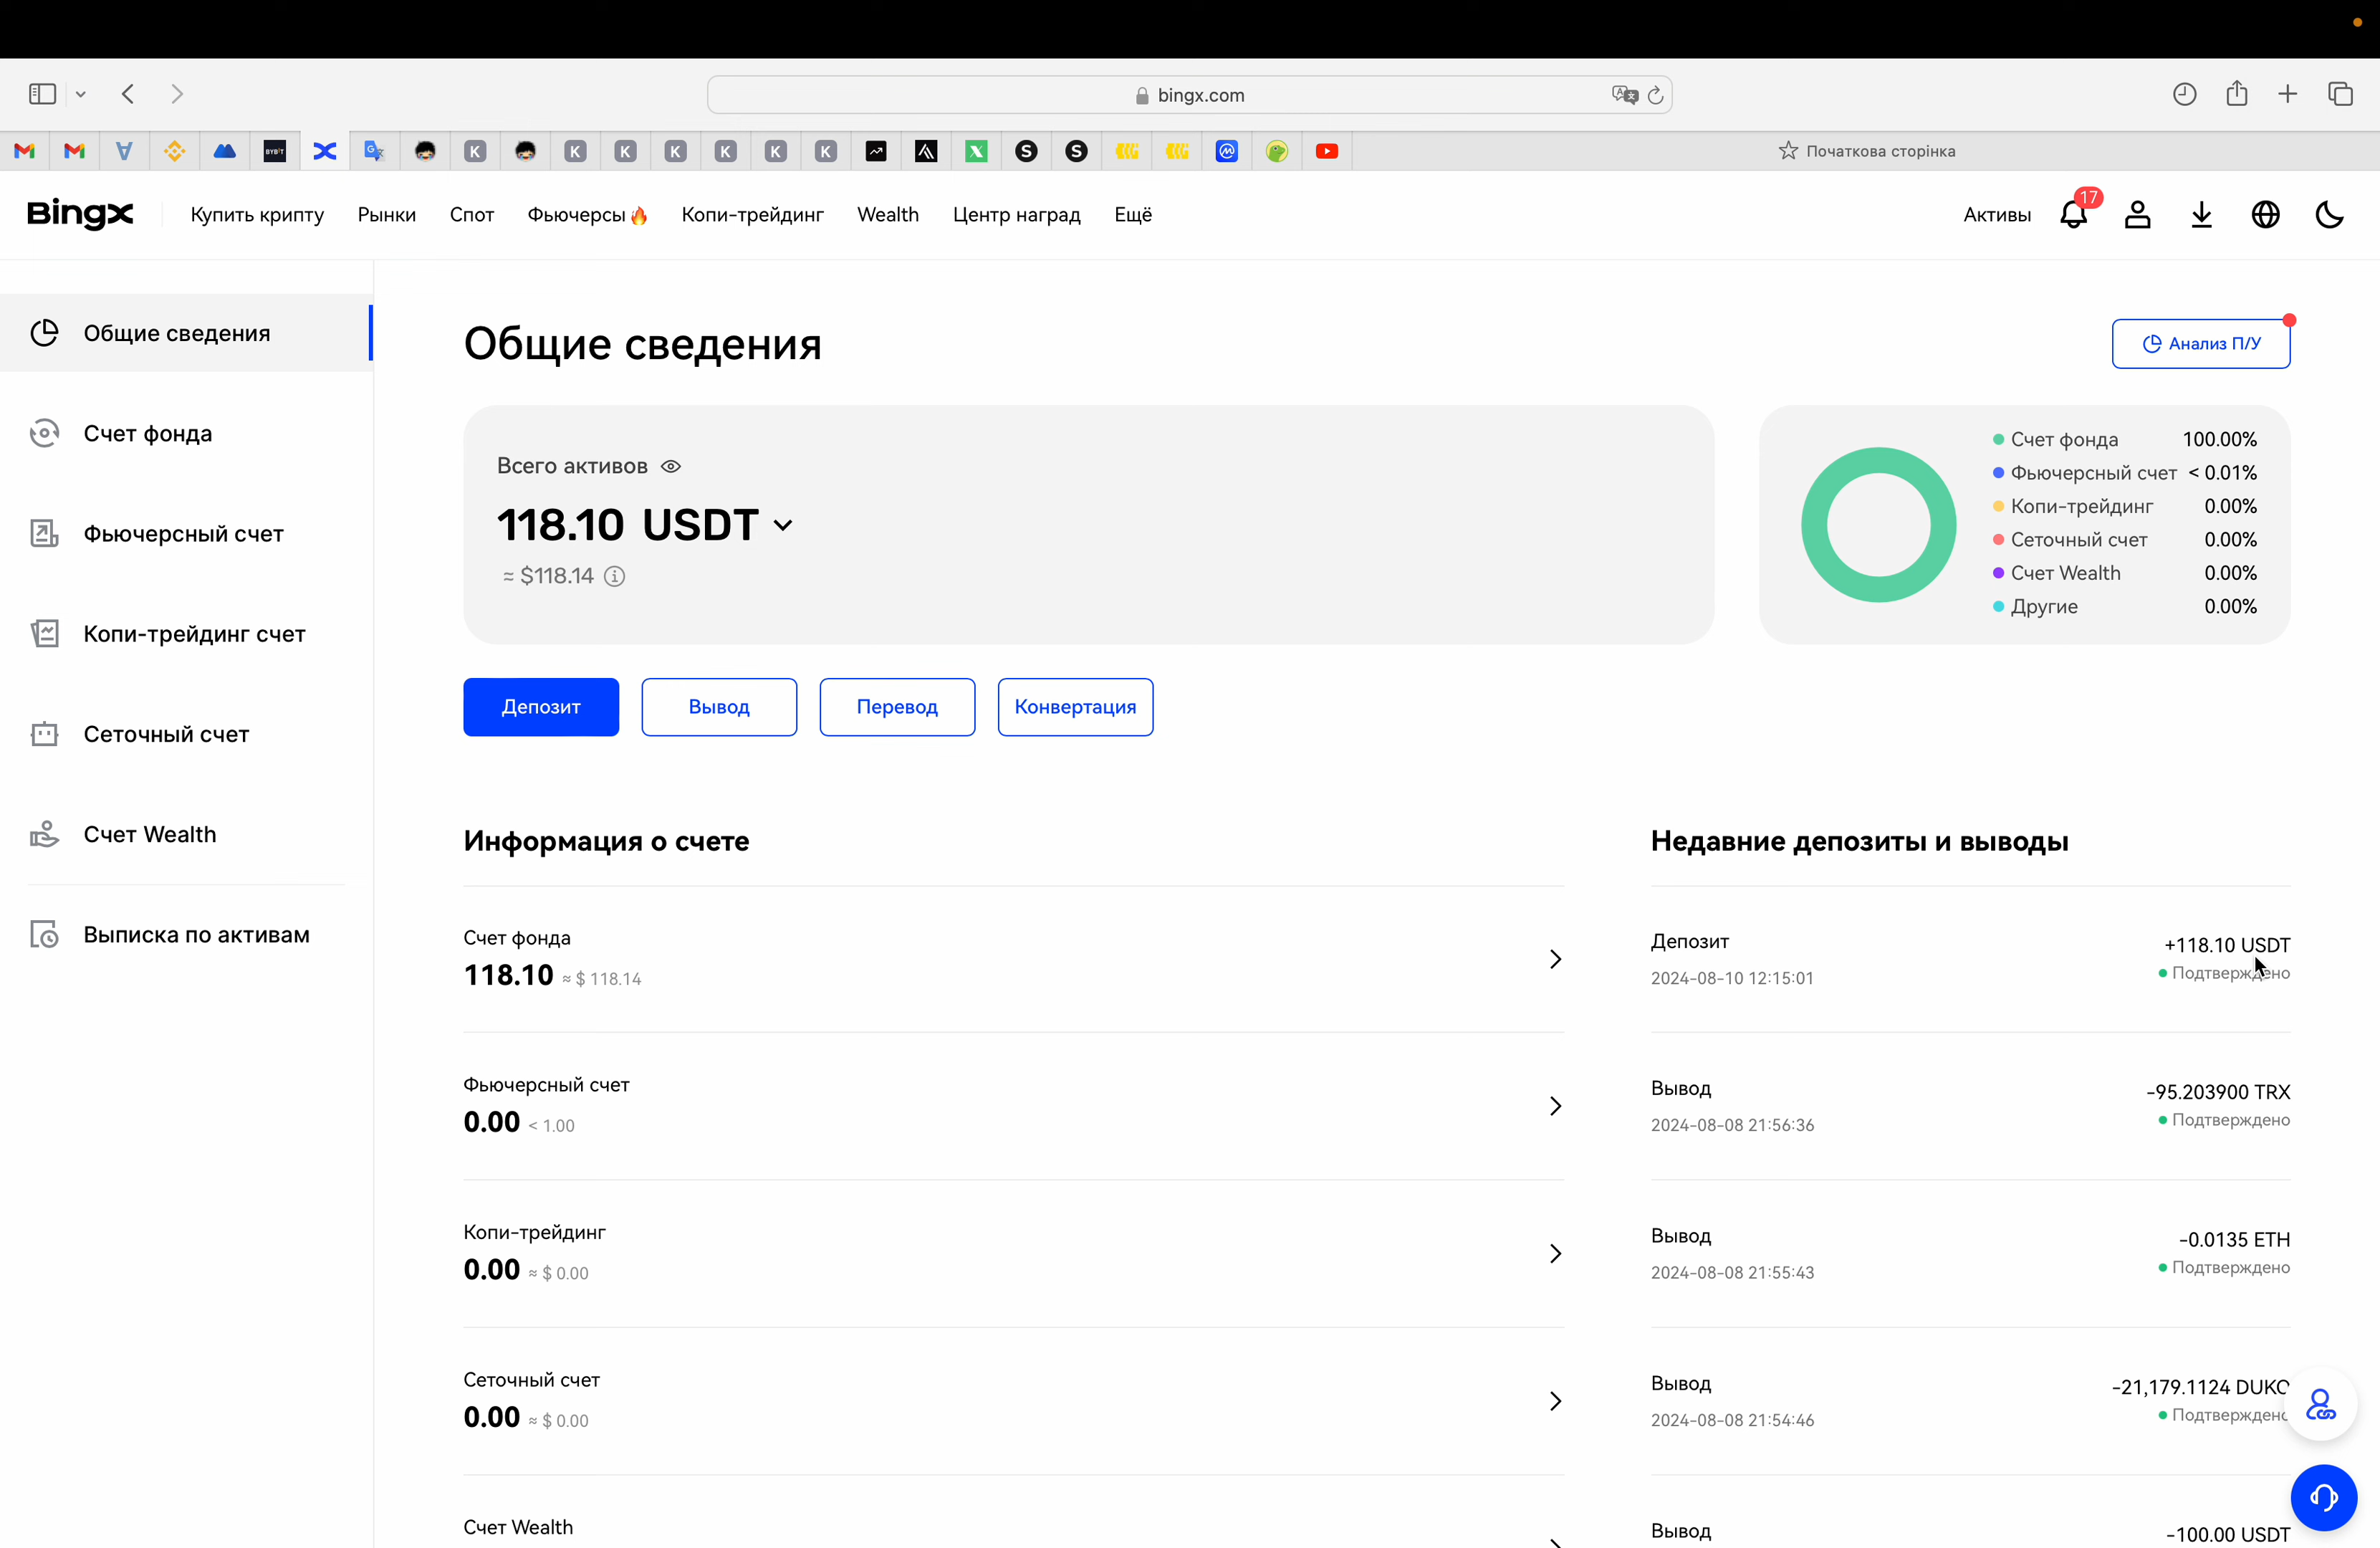 bingx.com
Початкова сторінка
BingX
Купить крипту
Рынки
Спот
Фьючерсы
Копи-трейдинг
Wealth
Центр наград
Ещё
Активы
17
Общие сведения
Счет фонда
Фьючерсный счет
Копи-трейдинг счет
Сеточный счет
Счет Wealth
Выписка по активам
Общие сведения
Анализ П/У
Всего активов
118.10 USDT
≈ $118.14
Счет фонда 100.00%
Фьючерсный счет < 0.01%
Копи-трейдинг 0.00%
Сеточный счет 0.00%
Счет Wealth 0.00%
Другие 0.00%
Депозит
Вывод
Перевод
Конвертация
Информация о счете
Счет фонда
118.10 ≈ $ 118.14
Фьючерсный счет
0.00 < 1.00
Копи-трейдинг
0.00 ≈ $ 0.00
Сеточный счет
0.00 ≈ $ 0.00
Счет Wealth
Недавние депозиты и выводы
Депозит +118.10 USDT
2024-08-10 12:15:01 Подтверждено
Вывод -95.203900 TRX
2024-08-08 21:56:36 Подтверждено
Вывод -0.0135 ETH
2024-08-08 21:55:43 Подтверждено
Вывод -21,179.1124 DUKO
2024-08-08 21:54:46 Подтверждено
Вывод -100.00 USDT